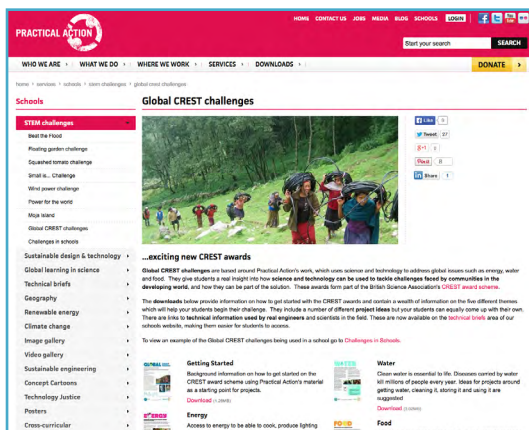 HOME CONTACT US JOBS MEDIA BLOG SCHOOLS LOGIN
PRACTICAL ACTION
Start your search SEARCH
WHO WE ARE WHAT WE DO WHERE WE WORK SERVICES DOWNLOADS DONATE
home > services > schools > stem challenges > global crest challenges
Schools
STEM challenges
Beat the Flood
Floating garden challenge
Squashed tomato challenge
Small is... Challenge
Wind power challenge
Power for the world
Moja Island
Global CREST challenges
Challenges in schools
Sustainable design & technology
Global learning in science
Technical briefs
Geography
Renewable energy
Climate change
Image gallery
Video gallery
Sustainable engineering
Concept Cartoons
Technology Justice
Posters
Cross-curricular
Global CREST challenges
Like 0
Tweet 27
Share 1
...exciting new CREST awards
Global CREST challenges are based around Practical Action's work, which uses science and technology to address global issues such as energy, water
and food. They give students a real insight into how science and technology can be used to tackle challenges faced by communities in the
developing world, and how they can be part of the solution. These awards form part of the British Science Association's CREST award scheme.
The downloads below provide information on how to get started with the CREST awards and contain a wealth of information on the five different themes
which will help your students begin their challenge. They include a number of different project ideas but your students can equally come up with their own.
There are links to technical information used by real engineers and scientists in the field. These are now available on the technical briefs area of our
schools website, making them easier for students to access.
To view an example of the Global CREST challenges being used in a school go to Challenges in Schools.
Getting Started
Background information on how to get started on the
CREST award scheme using Practical Action's material
as a starting point for projects.
Download
Energy
Access to energy to be able to cook, produce lighting
WATER
Water
Clean water is essential to life. Diseases carried by water
kill millions of people every year. Ideas for projects around
getting water, cleaning it, storing it and using it are
suggested
Download
FOOD
Food